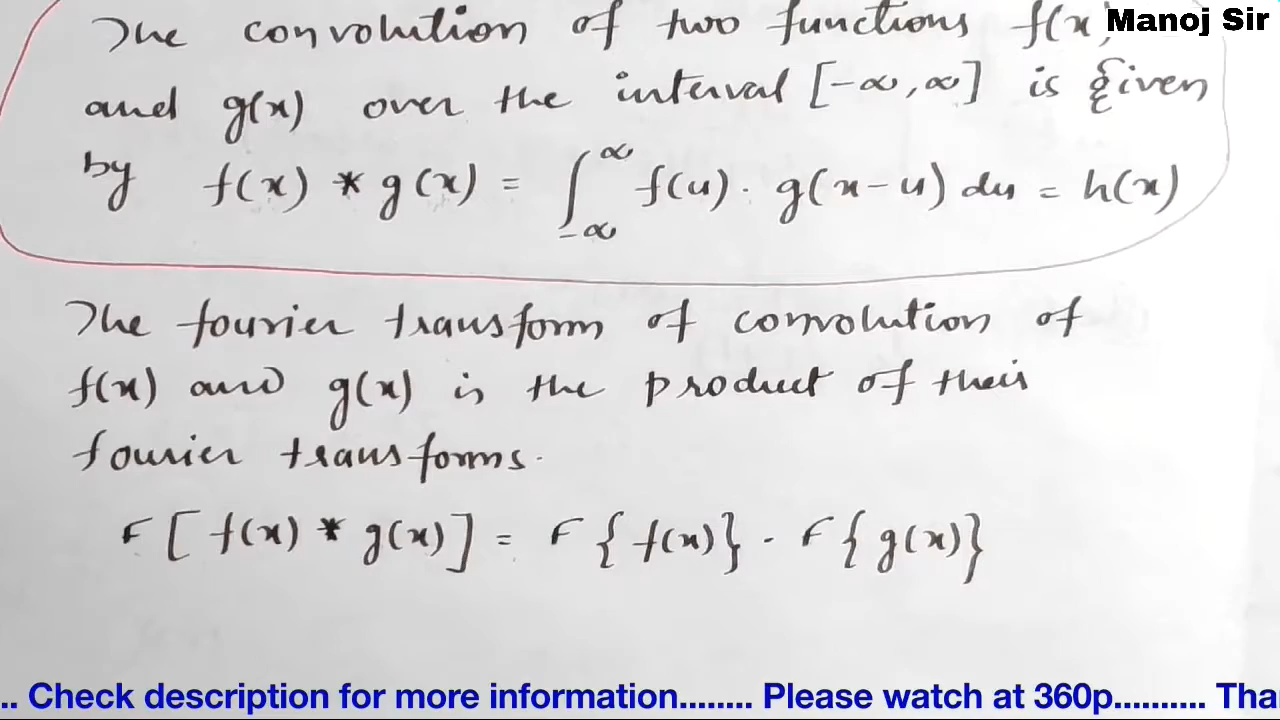 The convolution of two functions f(x)
Manoj Sir
and g(x) over the interval [-∞, ∞] is given
by f(x) * g(x) = ∫_{-∞}^{∞} f(u) · g(x-u) du = h(x)
The fourier transform of convolution of
f(x) and g(x) is the product of their
fourier transforms.
F[f(x) * g(x)] = F{f(x)} · F{g(x)}
.. Check description for more information........ Please watch at 360p.......... Tha